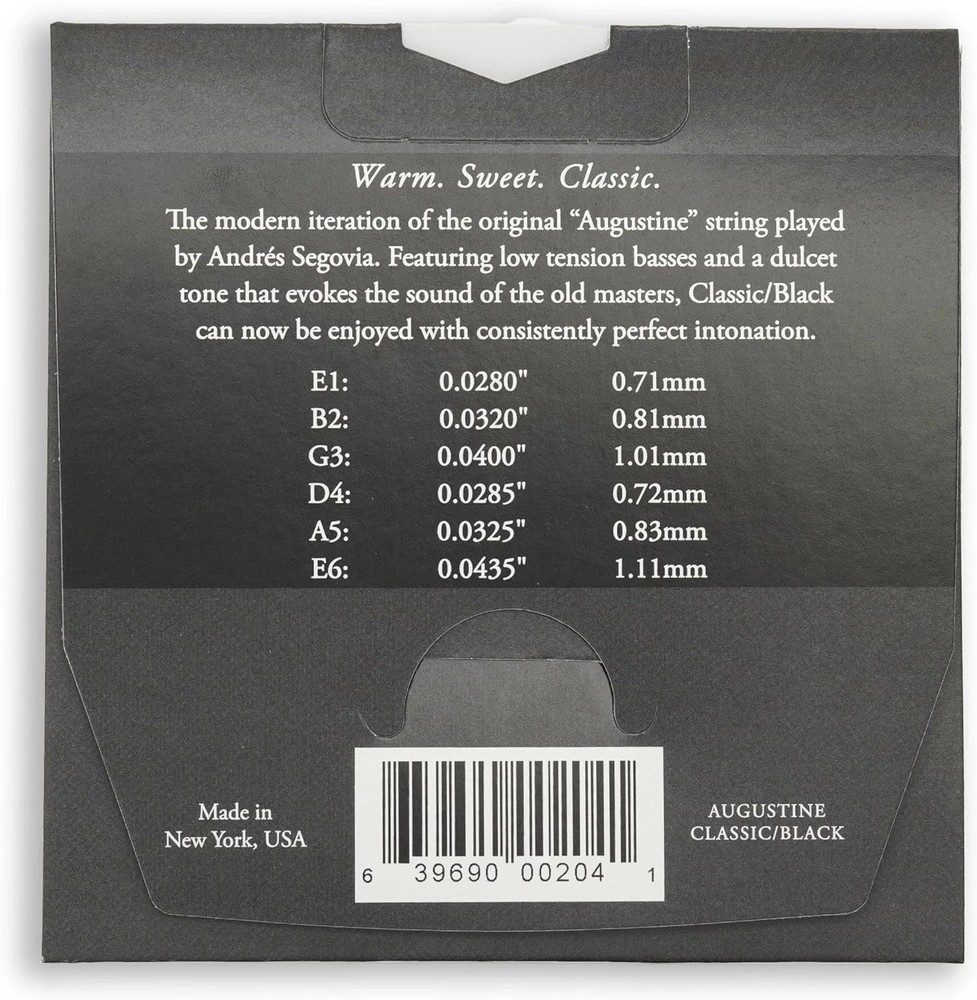 Warm. Sweet. Classic.
The modern iteration of the original “Augustine” string played
by Andrés Segovia. Featuring low tension basses and a dulcet
tone that evokes the sound of the old masters, Classic/Black
can now be enjoyed with consistently perfect intonation.
E1: 0.0280" 0.71mm
B2: 0.0320" 0.81mm
G3: 0.0400" 1.01mm
D4: 0.0285" 0.72mm
A5: 0.0325" 0.83mm
E6: 0.0435" 1.11mm
Made in
New York, USA
6 39690 00204 1
AUGUSTINE
CLASSIC/BLACK